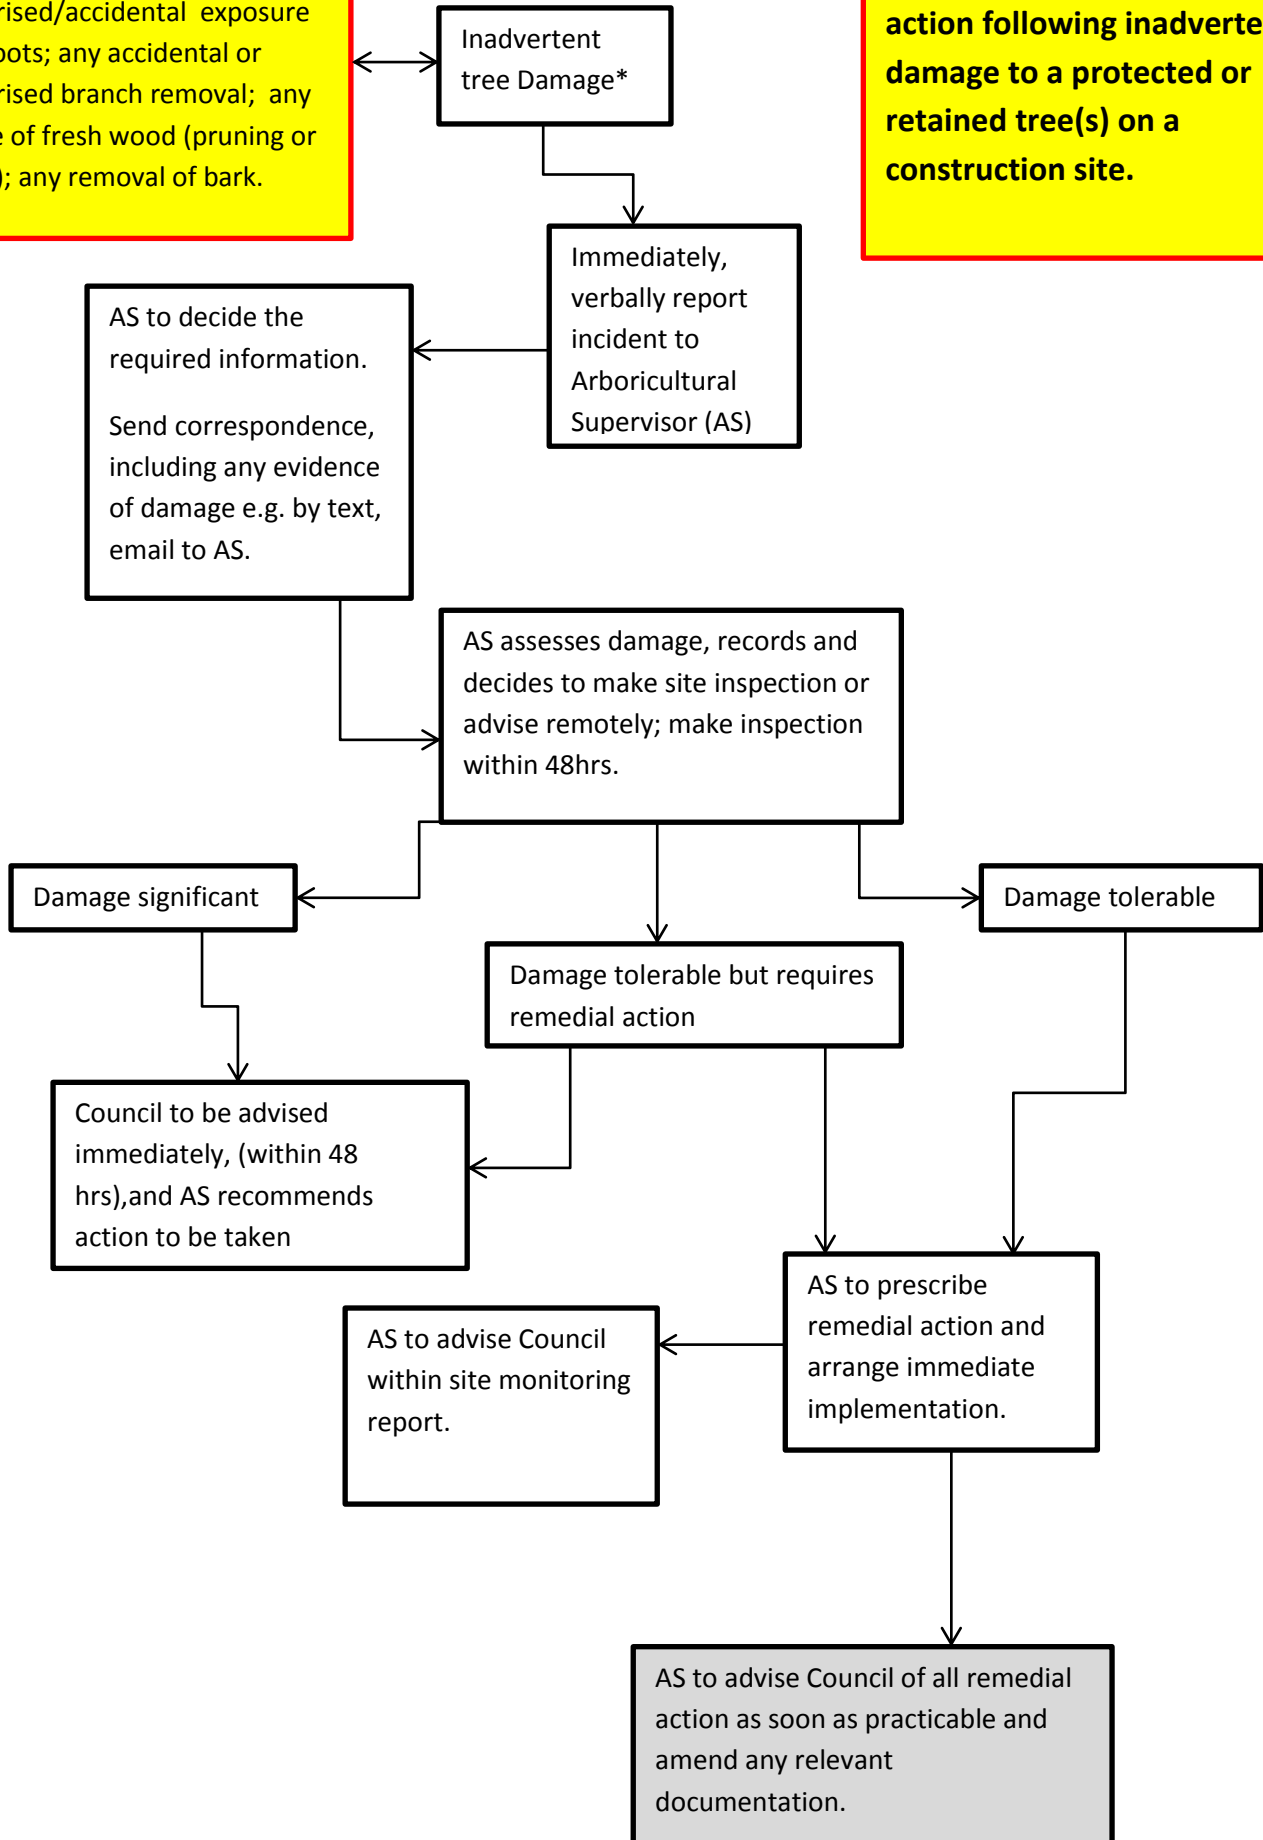 rised/accidental exposure
oots; any accidental or
rised branch removal; any
e of fresh wood (pruning or
); any removal of bark.
Inadvertent
tree Damage*
action following inadverte
damage to a protected or
retained tree(s) on a
construction site.
Immediately,
verbally report
incident to
Arboricultural
Supervisor (AS)
AS to decide the
required information.
Send correspondence,
including any evidence
of damage e.g. by text,
email to AS.
AS assesses damage, records and
decides to make site inspection or
advise remotely; make inspection
within 48hrs.
Damage significant
Damage tolerable
Damage tolerable but requires
remedial action
Council to be advised
immediately, (within 48
hrs),and AS recommends
action to be taken
AS to prescribe
remedial action and
arrange immediate
implementation.
AS to advise Council
within site monitoring
report.
AS to advise Council of all remedial
action as soon as practicable and
amend any relevant
documentation.